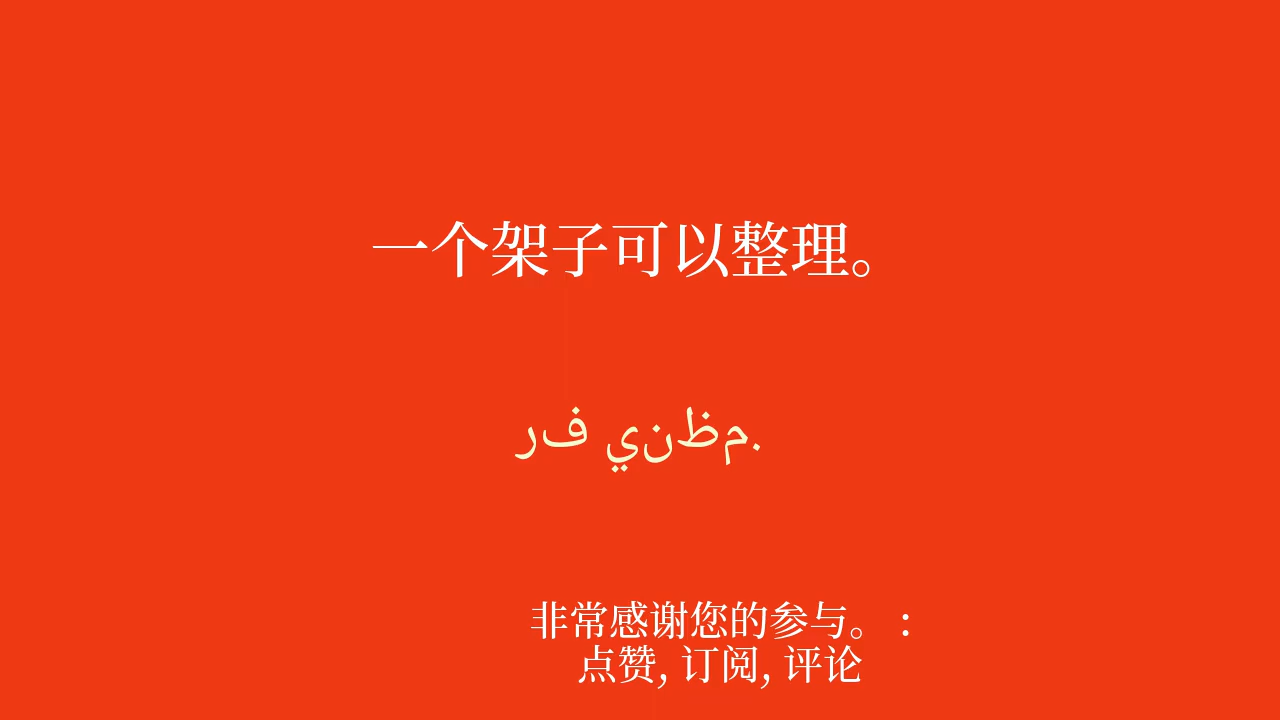 一个架子可以整理。
رف ينظم.
非常感谢您的参与。 :
点赞, 订阅, 评论